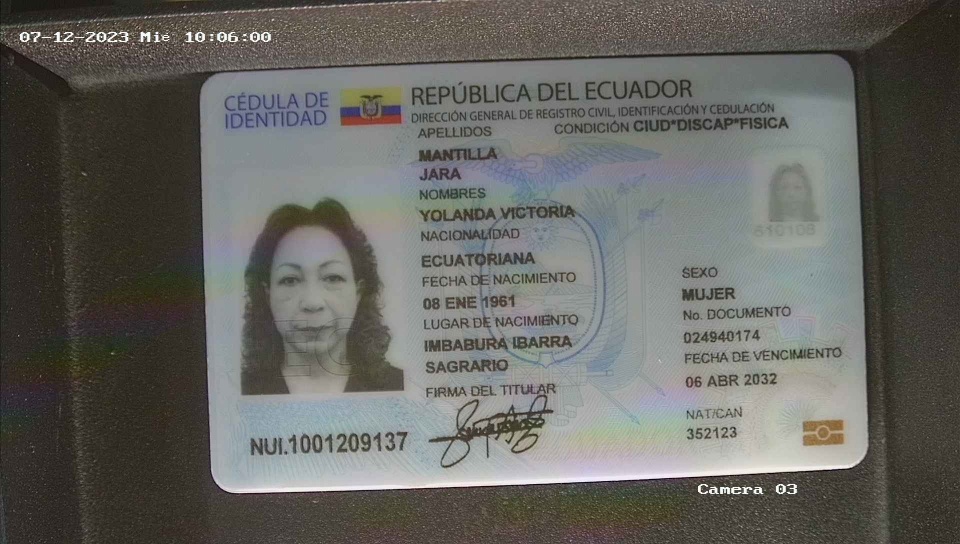 07-12-2023 Mié 10:06:00
CÉDULA DE
IDENTIDAD
REPÚBLICA DEL ECUADOR
DIRECCIÓN GENERAL DE REGISTRO CIVIL, IDENTIFICACIÓN Y CEDULACIÓN
APELLIDOS
CONDICIÓN CIUD*DISCAP*FISICA
MANTILLA
JARA
NOMBRES
YOLANDA VICTORIA
NACIONALIDAD
ECUATORIANA
FECHA DE NACIMIENTO
08 ENE 1961
LUGAR DE NACIMIENTO
IMBABURA IBARRA
SAGRARIO
FIRMA DEL TITULAR
610108
SEXO
MUJER
No. DOCUMENTO
024940174
FECHA DE VENCIMIENTO
06 ABR 2032
NAT/CAN
352123
NUI.1001209137
Camera 03